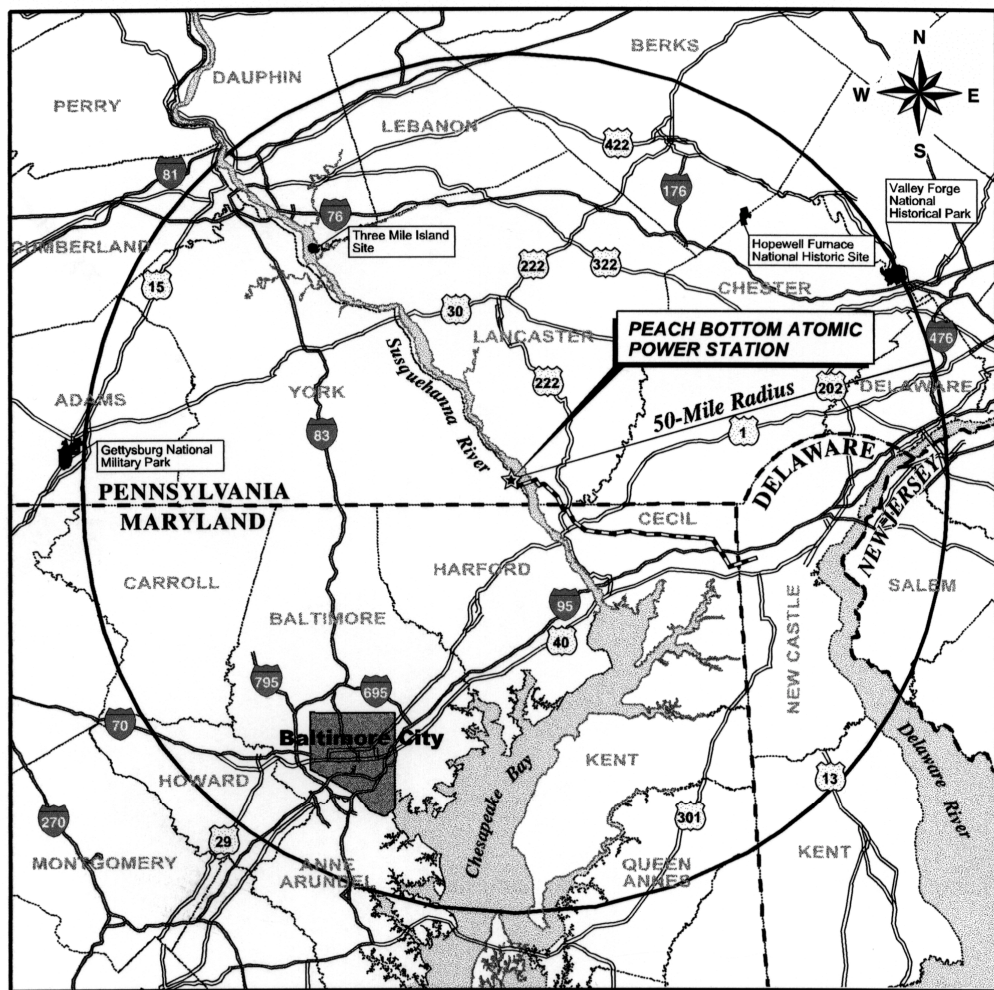 N
W E
S
BERKS
DAUPHIN
PERRY
LEBANON
422
81
176
Valley Forge
National
Historical Park
76
Three Mile Island
Site
CUMBERLAND
Hopewell Furnace
National Historic Site
222
322
15
CHESTER
30
LANCASTER
PEACH BOTTOM ATOMIC
POWER STATION
476
Susquehanna River
222
202
DELAWARE
YORK
ADAMS
50-Mile Radius
83
1
Gettysburg National
Military Park
DELAWARE
NEW JERSEY
PENNSYLVANIA
MARYLAND
CECIL
HARFORD
CARROLL
SALEM
95
BALTIMORE
40
NEW CASTLE
795
695
70
Baltimore City
KENT
Delaware River
Chesapeake Bay
HOWARD
13
270
301
29
MONTGOMERY
ANNE
ARUNDEL
QUEEN
ANNES
KENT